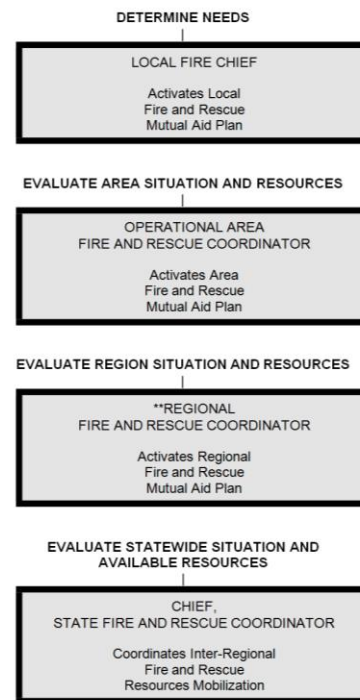 DETERMINE NEEDS
LOCAL FIRE CHIEF
Activates Local
Fire and Rescue
Mutual Aid Plan
EVALUATE AREA SITUATION AND RESOURCES
OPERATIONAL AREA
FIRE AND RESCUE COORDINATOR
Activates Area
Fire and Rescue
Mutual Aid Plan
EVALUATE REGION SITUATION AND RESOURCES
**REGIONAL
FIRE AND RESCUE COORDINATOR
Activates Regional
Fire and Rescue
Mutual Aid Plan
EVALUATE STATEWIDE SITUATION AND
AVAILABLE RESOURCES
CHIEF,
STATE FIRE AND RESCUE COORDINATOR
Coordinates Inter-Regional
Fire and Rescue
Resources Mobilization